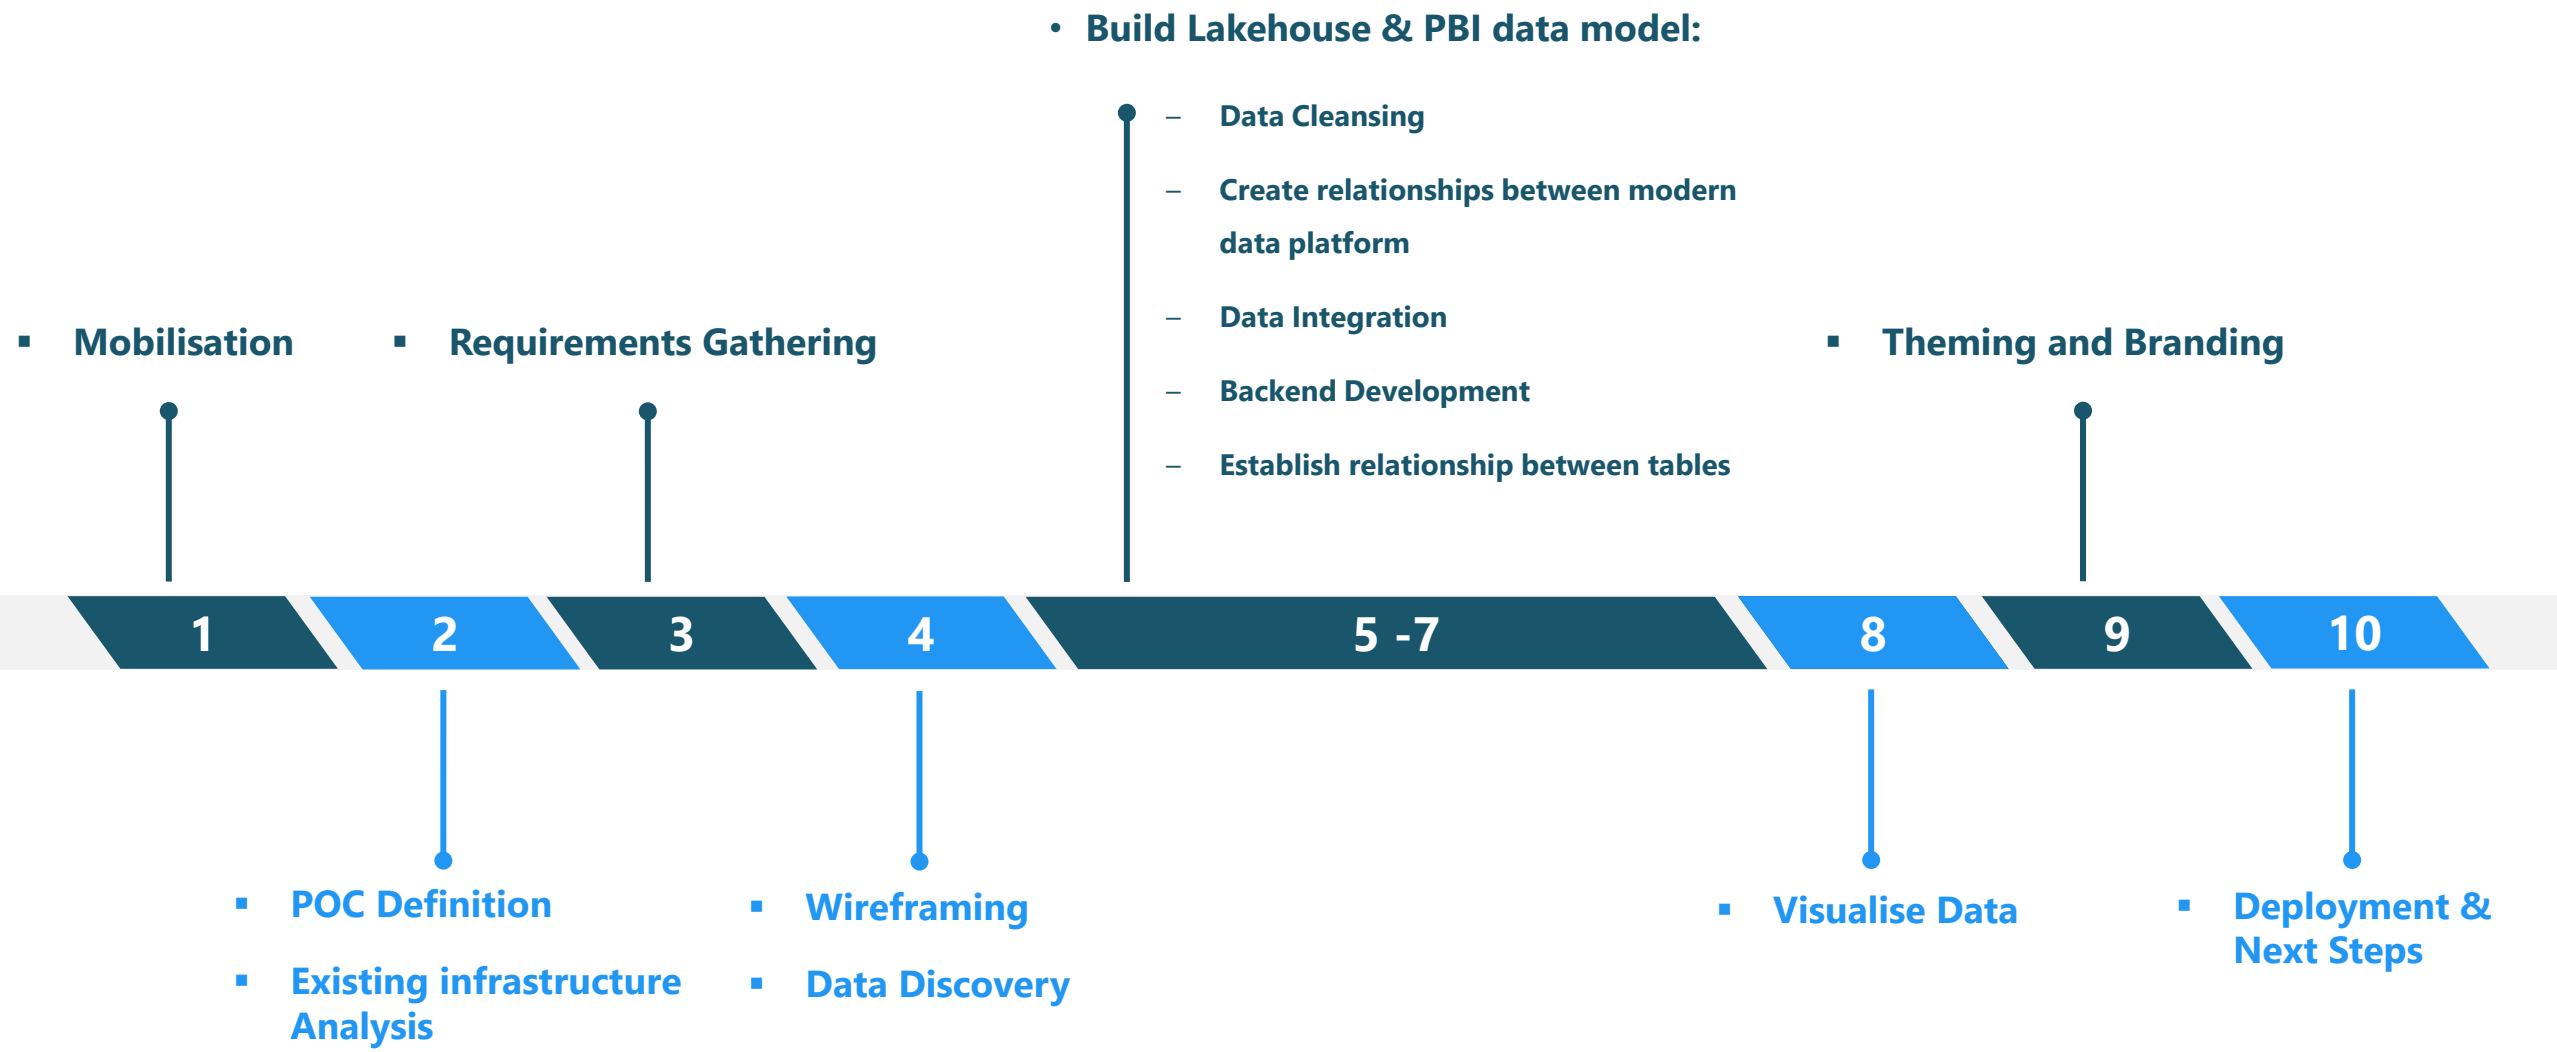 • Build Lakehouse & PBI data model:
– Data Cleansing
– Create relationships between modern
data platform
– Data Integration
– Backend Development
– Establish relationship between tables
▪ Mobilisation
▪ Requirements Gathering
▪ Theming and Branding
1
2
3
4
5 -7
8
9
10
▪ POC Definition
▪ Existing infrastructure
Analysis
▪ Wireframing
▪ Data Discovery
▪ Visualise Data
▪ Deployment &
Next Steps